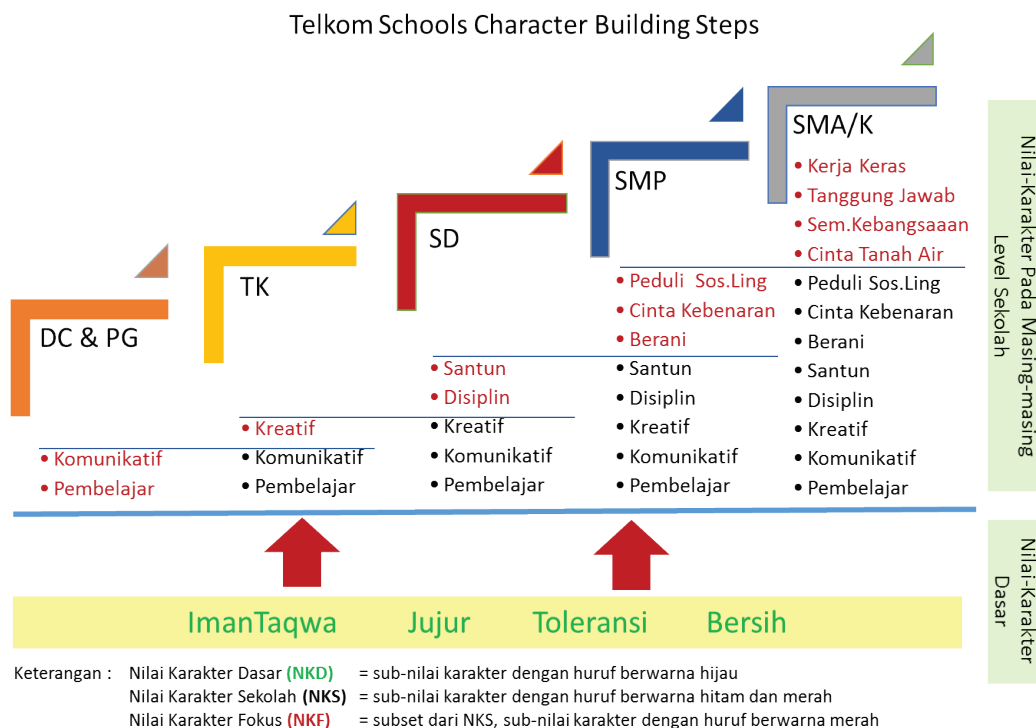 Telkom Schools Character Building Steps
DC & PG
• Komunikatif
• Pembelajar
TK
• Kreatif
• Komunikatif
• Pembelajar
SD
• Santun
• Disiplin
• Kreatif
• Komunikatif
• Pembelajar
SMP
• Peduli Sos.Ling
• Cinta Kebenaran
• Berani
• Santun
• Disiplin
• Kreatif
• Komunikatif
• Pembelajar
SMA/K
• Kerja Keras
• Tanggung Jawab
• Sem.Kebangsaaan
• Cinta Tanah Air
• Peduli Sos.Ling
• Cinta Kebenaran
• Berani
• Santun
• Disiplin
• Kreatif
• Komunikatif
• Pembelajar
Nilai-Karakter Pada Masing-masing
Level Sekolah
ImanTaqwa Jujur Toleransi Bersih
Nilai-Karakter
Dasar
Keterangan : Nilai Karakter Dasar (NKD) = sub-nilai karakter dengan huruf berwarna hijau
Nilai Karakter Sekolah (NKS) = sub-nilai karakter dengan huruf berwarna hitam dan merah
Nilai Karakter Fokus (NKF) = subset dari NKS, sub-nilai karakter dengan huruf berwarna merah